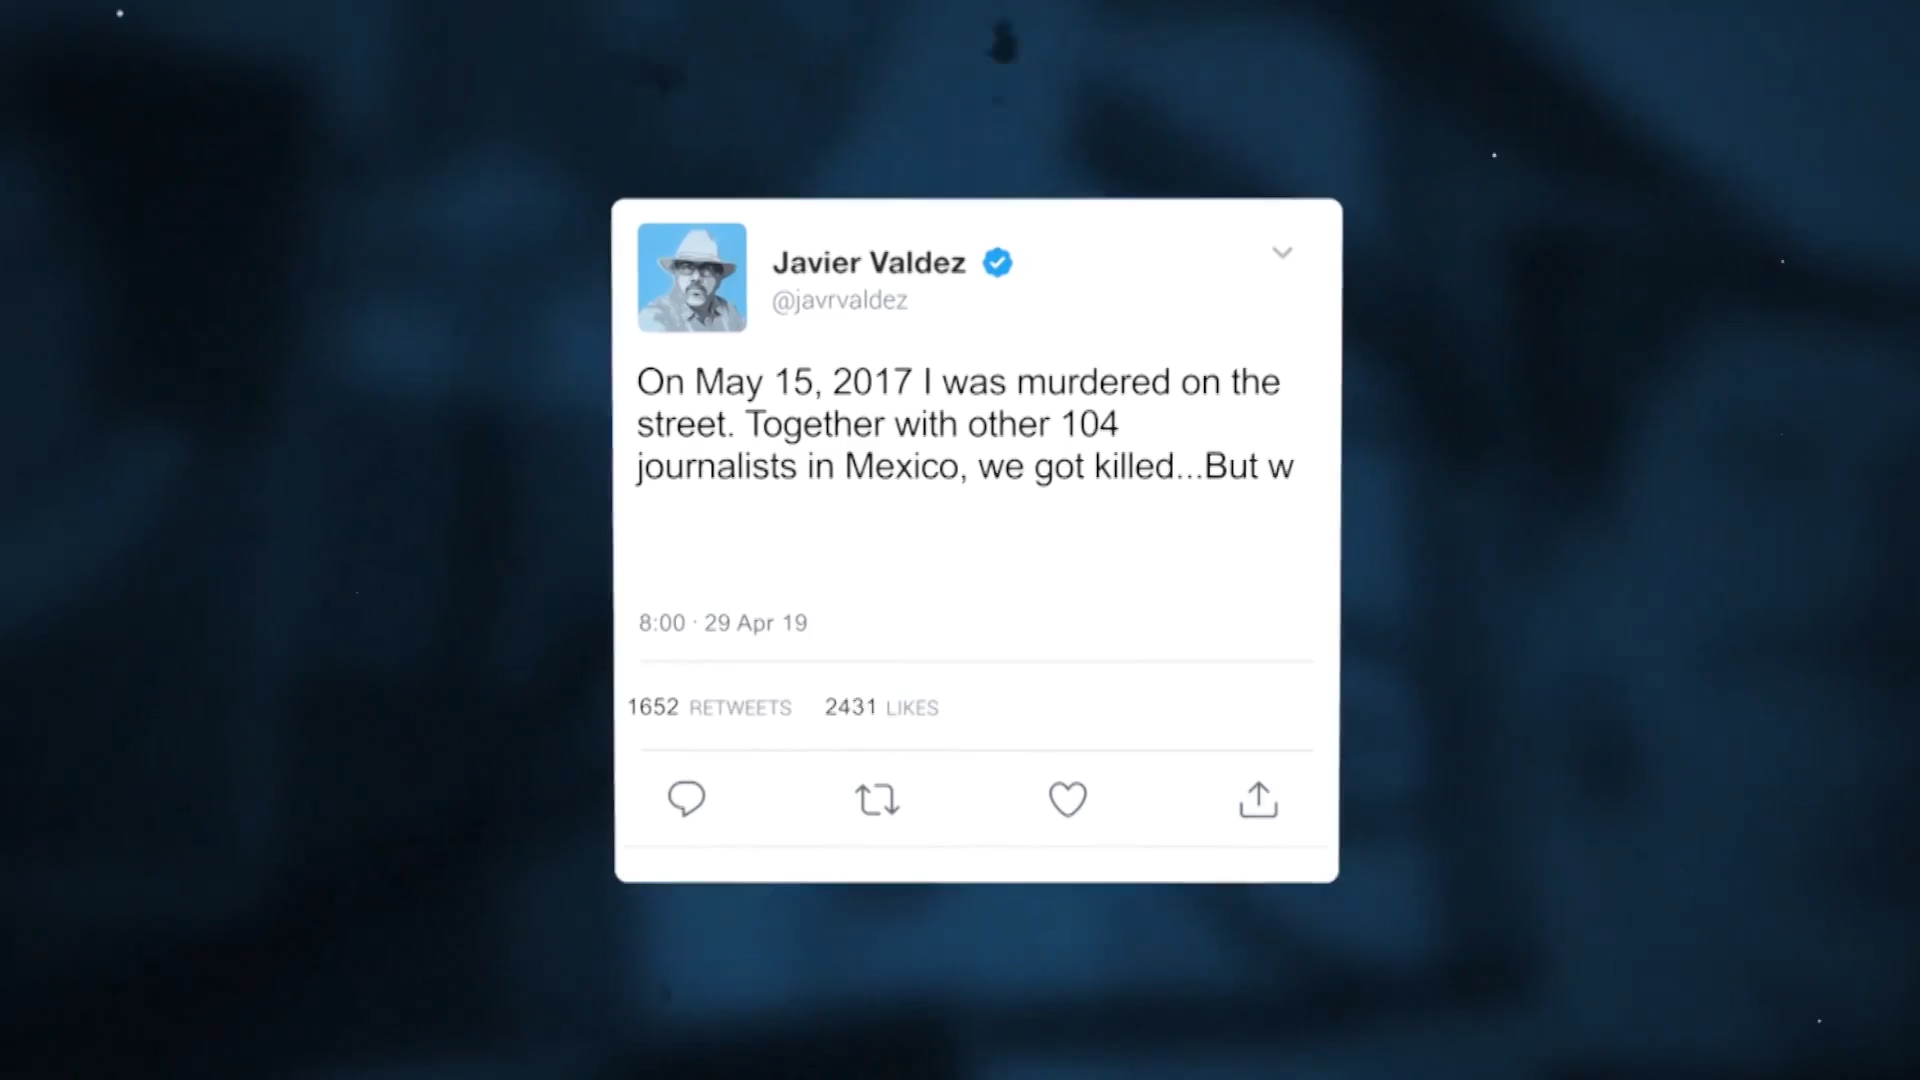 Javier Valdez
@javrvaldez
On May 15, 2017 I was murdered on the
street. Together with other 104
journalists in Mexico, we got killed...But w
8:00 · 29 Apr 19
1652 RETWEETS 2431 LIKES